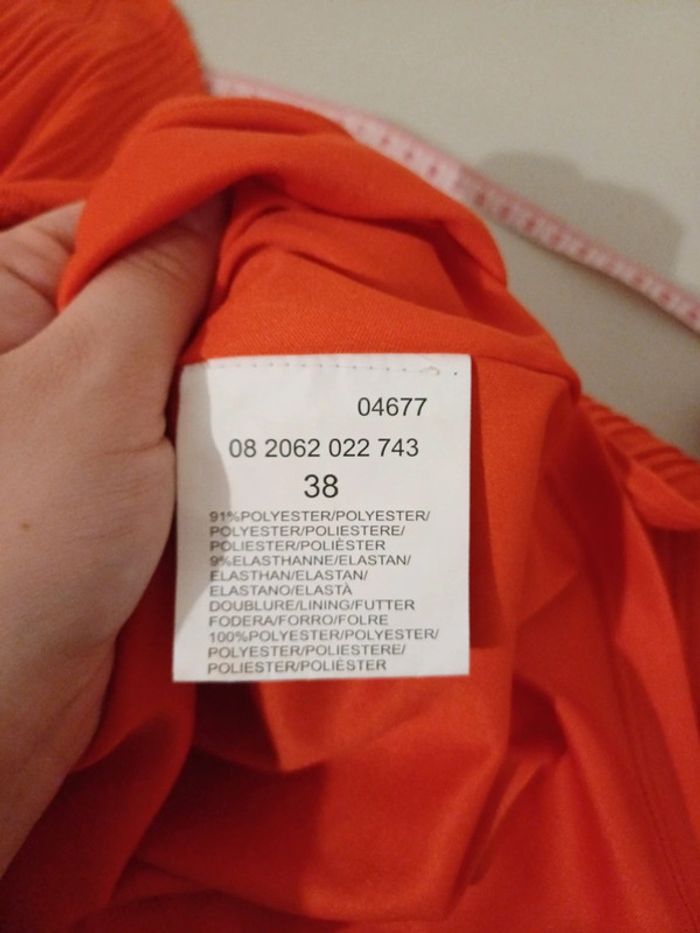 04677
08 2062 022 743
38
91%POLYESTER/POLYESTER/
POLYESTER/POLIESTERE/
POLIESTER/POLIÈSTER
9%ELASTHANNE/ELASTAN/
ELASTHAN/ELASTAN/
ELASTANO/ELASTÀ
DOUBLURE/LINING/FUTTER
FODERA/FORRO/FOLRE
100%POLYESTER/POLYESTER/
POLYESTER/POLIESTERE/
POLIESTER/POLIÈSTER